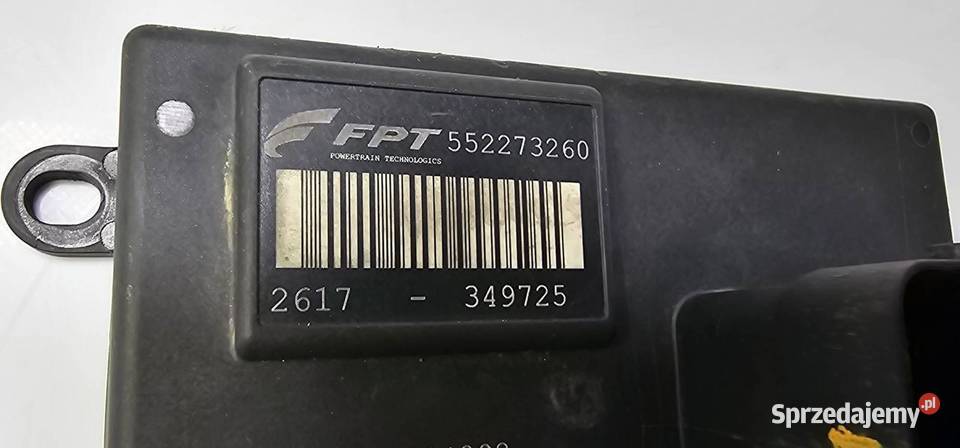 FPT 552273260
POWERTRAIN TECHNOLOGICS
2617 - 349725
Sprzedajemy.pl